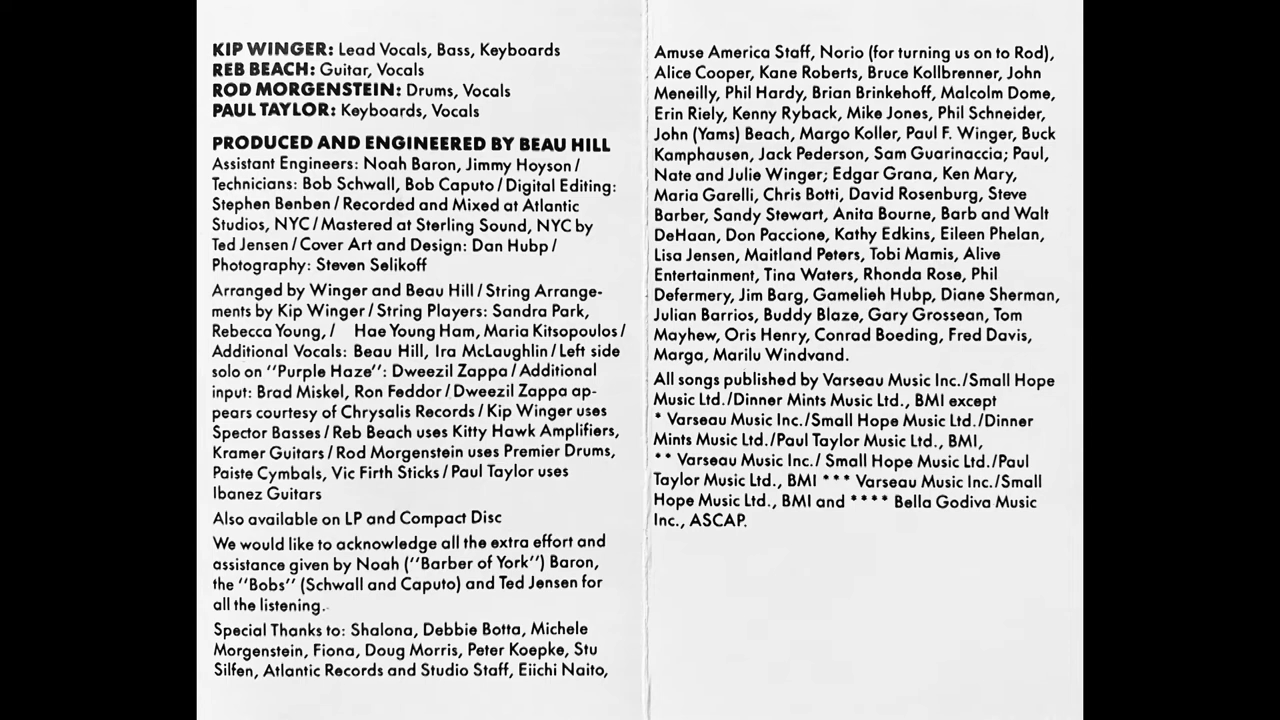 KIP WINGER: Lead Vocals, Bass, Keyboards
REB BEACH: Guitar, Vocals
ROD MORGENSTEIN: Drums, Vocals
PAUL TAYLOR: Keyboards, Vocals
PRODUCED AND ENGINEERED BY BEAU HILL
Assistant Engineers: Noah Baron, Jimmy Hoyson /
Technicians: Bob Schwall, Bob Caputo / Digital Editing:
Stephen Benben / Recorded and Mixed at Atlantic
Studios, NYC / Mastered at Sterling Sound, NYC by
Ted Jensen / Cover Art and Design: Dan Hubp /
Photography: Steven Selikoff
Arranged by Winger and Beau Hill / String Arrange-
ments by Kip Winger / String Players: Sandra Park,
Rebecca Young, / Hae Young Ham, Maria Kitsopoulos /
Additional Vocals: Beau Hill, Ira McLaughlin / Left side
solo on "Purple Haze": Dweezil Zappa / Additional
input: Brad Miskel, Ron Feddor / Dweezil Zappa ap-
pears courtesy of Chrysalis Records / Kip Winger uses
Spector Basses / Reb Beach uses Kitty Hawk Amplifiers,
Kramer Guitars / Rod Morgenstein uses Premier Drums,
Paiste Cymbals, Vic Firth Sticks / Paul Taylor uses
Ibanez Guitars
Also available on LP and Compact Disc
We would like to acknowledge all the extra effort and
assistance given by Noah ("Barber of York") Baron,
the "Bobs" (Schwall and Caputo) and Ted Jensen for
all the listening.
Special Thanks to: Shalona, Debbie Botta, Michele
Morgenstein, Fiona, Doug Morris, Peter Koepke, Stu
Silfen, Atlantic Records and Studio Staff, Eiichi Naito,
Amuse America Staff, Norio (for turning us on to Rod),
Alice Cooper, Kane Roberts, Bruce Kollbrenner, John
Meneilly, Phil Hardy, Brian Brinkehoff, Malcolm Dome,
Erin Riely, Kenny Ryback, Mike Jones, Phil Schneider,
John (Yams) Beach, Margo Koller, Paul F. Winger, Buck
Kamphausen, Jack Pederson, Sam Guarinaccia; Paul,
Nate and Julie Winger; Edgar Grana, Ken Mary,
Maria Garelli, Chris Botti, David Rosenburg, Steve
Barber, Sandy Stewart, Anita Bourne, Barb and Walt
DeHaan, Don Paccione, Kathy Edkins, Eileen Phelan,
Lisa Jensen, Maitland Peters, Tobi Mamis, Alive
Entertainment, Tina Waters, Rhonda Rose, Phil
Defermery, Jim Barg, Gamelieh Hubp, Diane Sherman,
Julian Barrios, Buddy Blaze, Gary Grossean, Tom
Mayhew, Oris Henry, Conrad Boeding, Fred Davis,
Marga, Marilu Windvand.
All songs published by Varseau Music Inc./Small Hope
Music Ltd./Dinner Mints Music Ltd., BMI except
* Varseau Music Inc./Small Hope Music Ltd./Dinner
Mints Music Ltd./Paul Taylor Music Ltd., BMI,
* * Varseau Music Inc./ Small Hope Music Ltd./Paul
Taylor Music Ltd., BMI * * * Varseau Music Inc./Small
Hope Music Ltd., BMI and * * * * Bella Godiva Music
Inc., ASCAP.